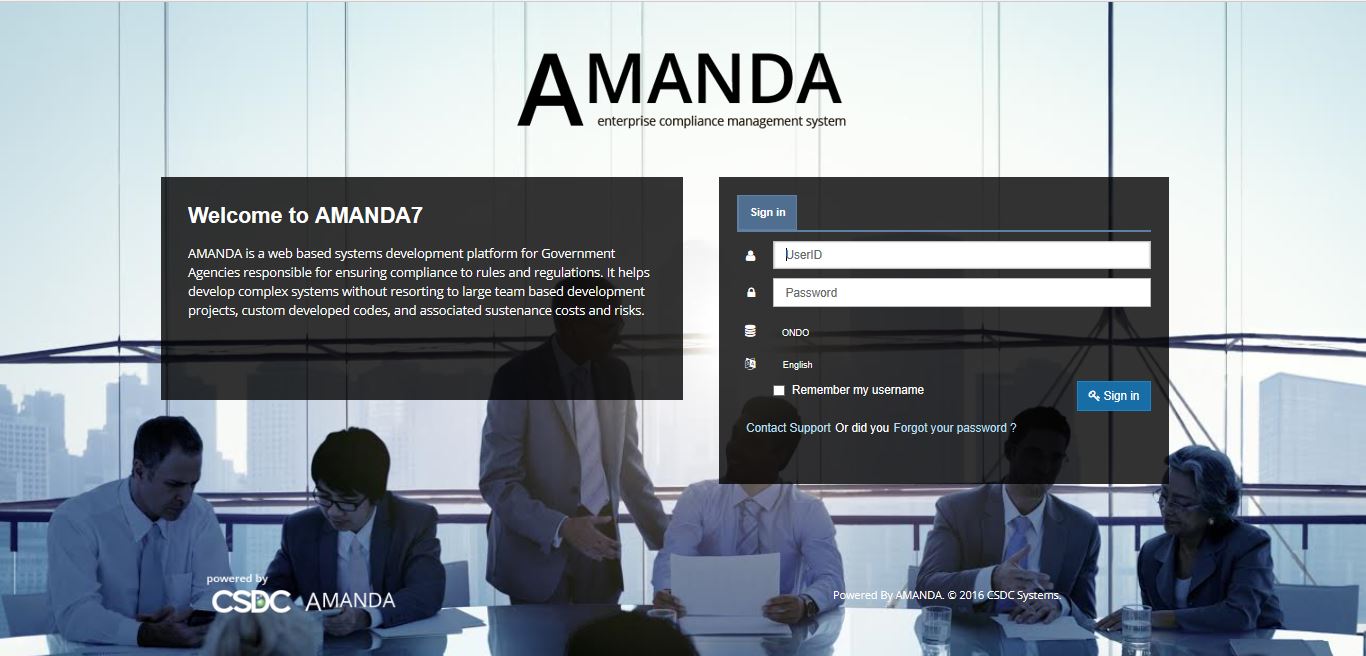 AMANDA
enterprise compliance management system
Welcome to AMANDA7
AMANDA is a web based systems development platform for Government
Agencies responsible for ensuring compliance to rules and regulations. It helps
develop complex systems without resorting to large team based development
projects, custom developed codes, and associated sustenance costs and risks.
Sign in
UserID
Password
ONDO
English
Remember my username
Sign in
Contact Support Or did you Forgot your password ?
powered by
CSDC AMANDA
Powered By AMANDA. © 2016 CSDC Systems.